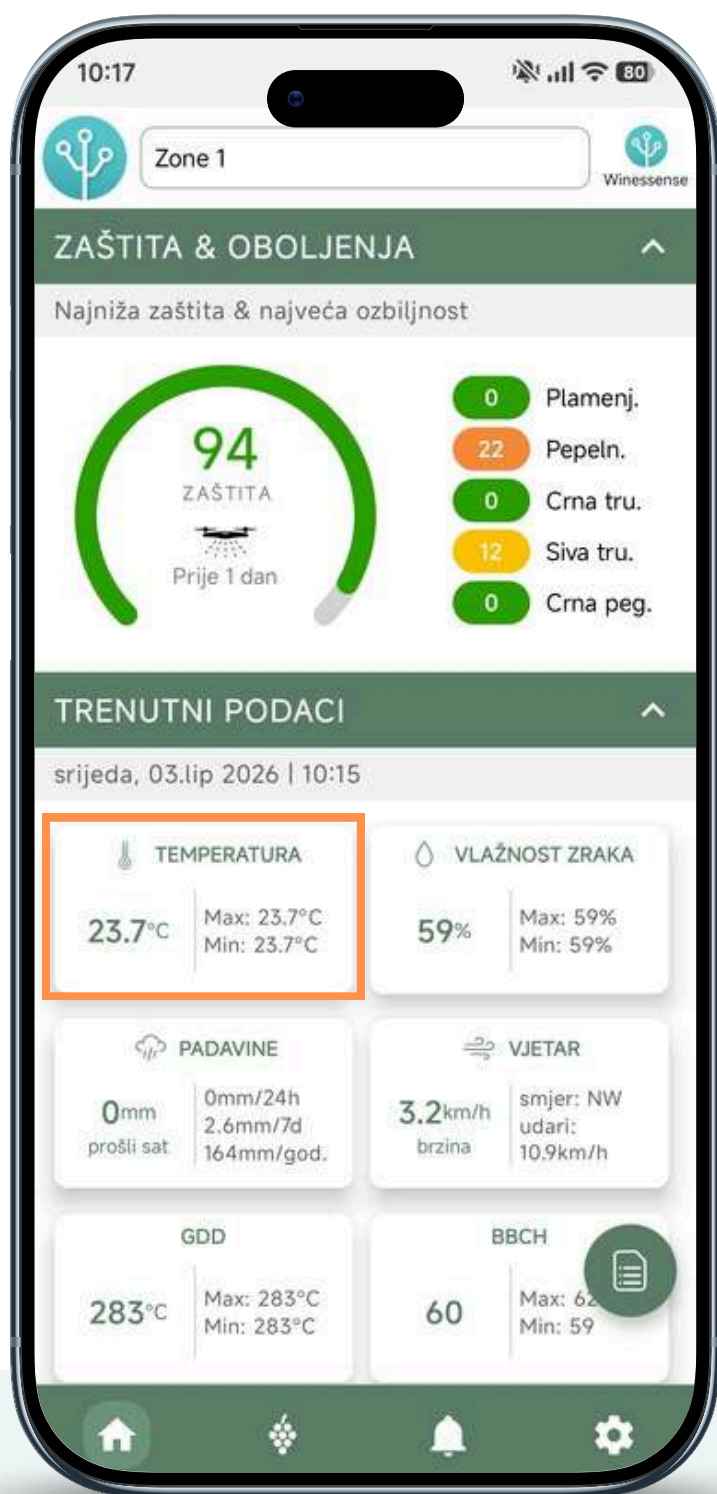 10:17
80
Zone 1
Winessense
ZAŠTITA & OBOLJENJA
Najniža zaštita & najveća ozbiljnost
94
ZAŠTITA
Prije 1 dan
0 Plamenj.
22 Pepeln.
0 Crna tru.
12 Siva tru.
0 Crna peg.
TRENUTNI PODACI
srijeda, 03.lip 2026 | 10:15
TEMPERATURA
23.7°C
Max: 23.7°C
Min: 23.7°C
VLAŽNOST ZRAKA
59%
Max: 59%
Min: 59%
PADAVINE
0mm
prošli sat
0mm/24h
2.6mm/7d
164mm/god.
VJETAR
3.2km/h
brzina
smjer: NW
udari:
10.9km/h
GDD
283°C
Max: 283°C
Min: 283°C
BBCH
60
Max: 62
Min: 59